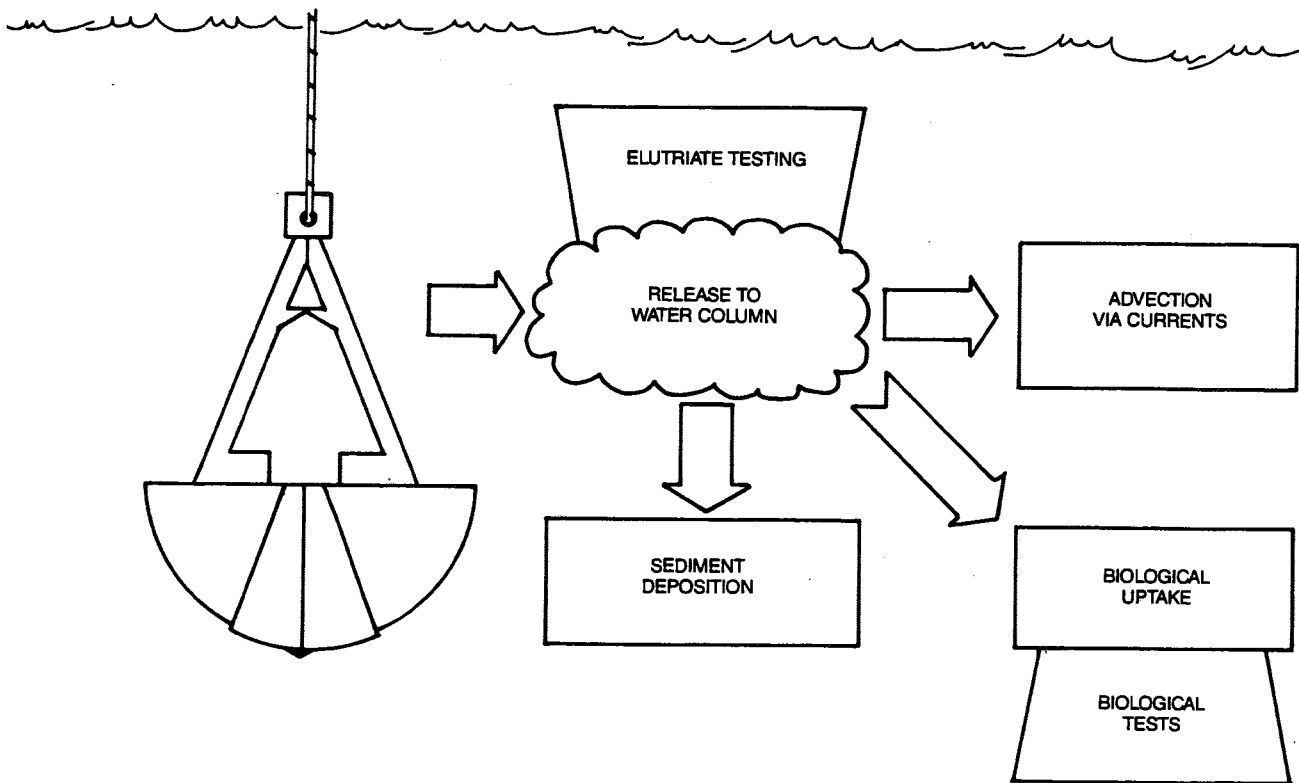 ELUTRIATE TESTING
RELEASE TO
WATER COLUMN
ADVECTION
VIA CURRENTS
SEDIMENT
DEPOSITION
BIOLOGICAL
UPTAKE
BIOLOGICAL
TESTS